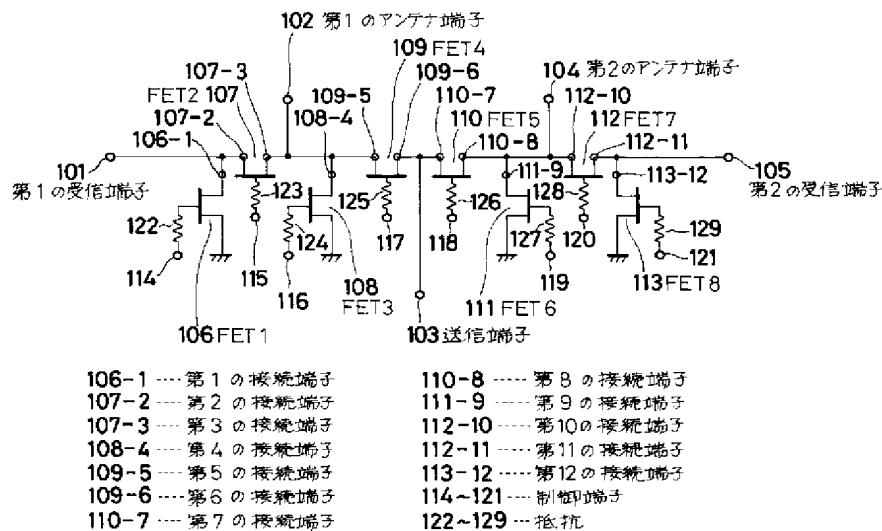 102 第1のアンテナ端子
109 FET4
107-3
109-6
104 第2のアンテナ端子
FET2 107
109-5
110-7
112-10
107-2
108-4
110 FET5
112 FET7
106-1
110-8
112-11
101
第1の受信端子
111-9
113-12
105
第2の受信端子
123
125
126
128
122
124
127
129
114
115
116
117
118
119
120
121
106 FET1
108
FET3
103 送信端子
111 FET6
113 FET8
106-1 ---- 第1の接続端子
107-2 ---- 第2の接続端子
107-3 ---- 第3の接続端子
108-4 ---- 第4の接続端子
109-5 ---- 第5の接続端子
109-6 ---- 第6の接続端子
110-7 ---- 第7の接続端子
110-8 ---- 第8の接続端子
111-9 ---- 第9の接続端子
112-10 ---- 第10の接続端子
112-11 ---- 第11の接続端子
113-12 ---- 第12の接続端子
114~121 --- 制御端子
122~129 --- 抵抗